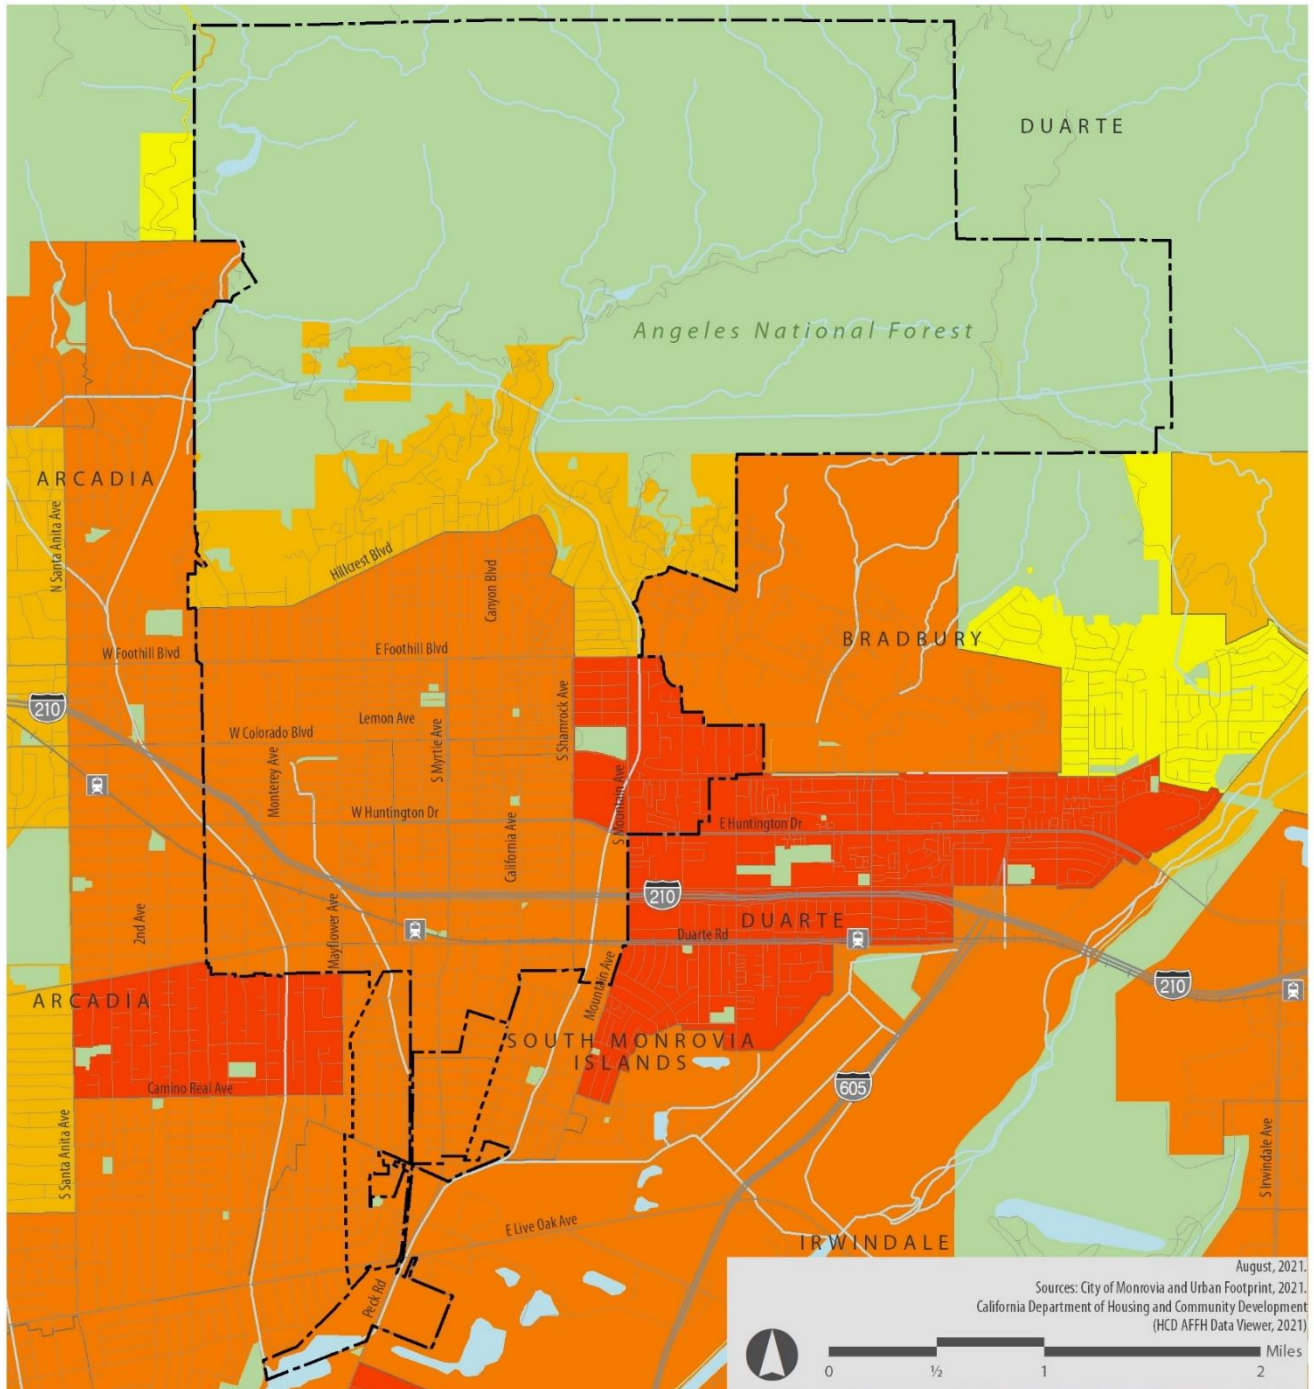 DUARTE
Angeles National Forest
ARCADIA
N Santa Anita Ave
Hillcrest Blvd
Canyon Blvd
W Foothill Blvd
E Foothill Blvd
BRADBURY
210
Lemon Ave
W Colorado Blvd
S Myrtle Ave
S Shamrock Ave
Monterey Ave
S Mountain Ave
W Huntington Dr
E Huntington Dr
California Ave
210
2nd Ave
Mayflower Ave
DUARTE
Duarte Rd
210
ARCADIA
Mountain Ave
SOUTH MONROVIA
ISLANDS
Camino Real Ave
605
S Santa Anita Ave
S Irwindale Ave
E Live Oak Ave
IRWINDALE
Peck Rd
August, 2021.
Sources: City of Monrovia and Urban Footprint, 2021.
California Department of Housing and Community Development
(HCD AFFH Data Viewer, 2021)
Miles
0 ½ 1 2